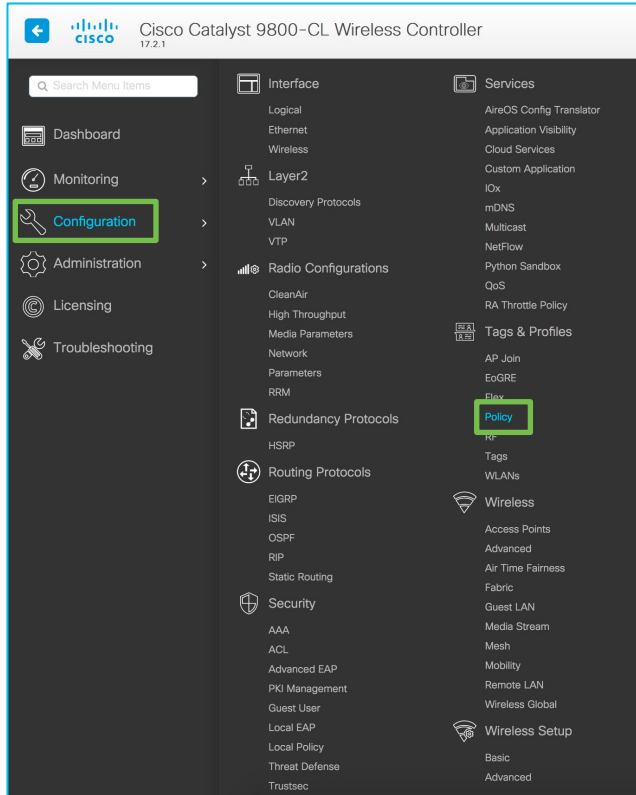 CISCO
Cisco Catalyst 9800-CL Wireless Controller
17.2.1
Search Menu Items
Dashboard
Monitoring
Configuration
Administration
Licensing
Troubleshooting
Interface
Logical
Ethernet
Wireless
Layer2
Discovery Protocols
VLAN
VTP
Radio Configurations
CleanAir
High Throughput
Media Parameters
Network
Parameters
RRM
Redundancy Protocols
HSRP
Routing Protocols
EIGRP
ISIS
OSPF
RIP
Static Routing
Security
AAA
ACL
Advanced EAP
PKI Management
Guest User
Local EAP
Local Policy
Threat Defense
Trustsec
Services
AireOS Config Translator
Application Visibility
Cloud Services
Custom Application
IOx
mDNS
Multicast
NetFlow
Python Sandbox
QoS
RA Throttle Policy
Tags & Profiles
AP Join
EoGRE
Flex
Policy
RF
Tags
WLANs
Wireless
Access Points
Advanced
Air Time Fairness
Fabric
Guest LAN
Media Stream
Mesh
Mobility
Remote LAN
Wireless Global
Wireless Setup
Basic
Advanced